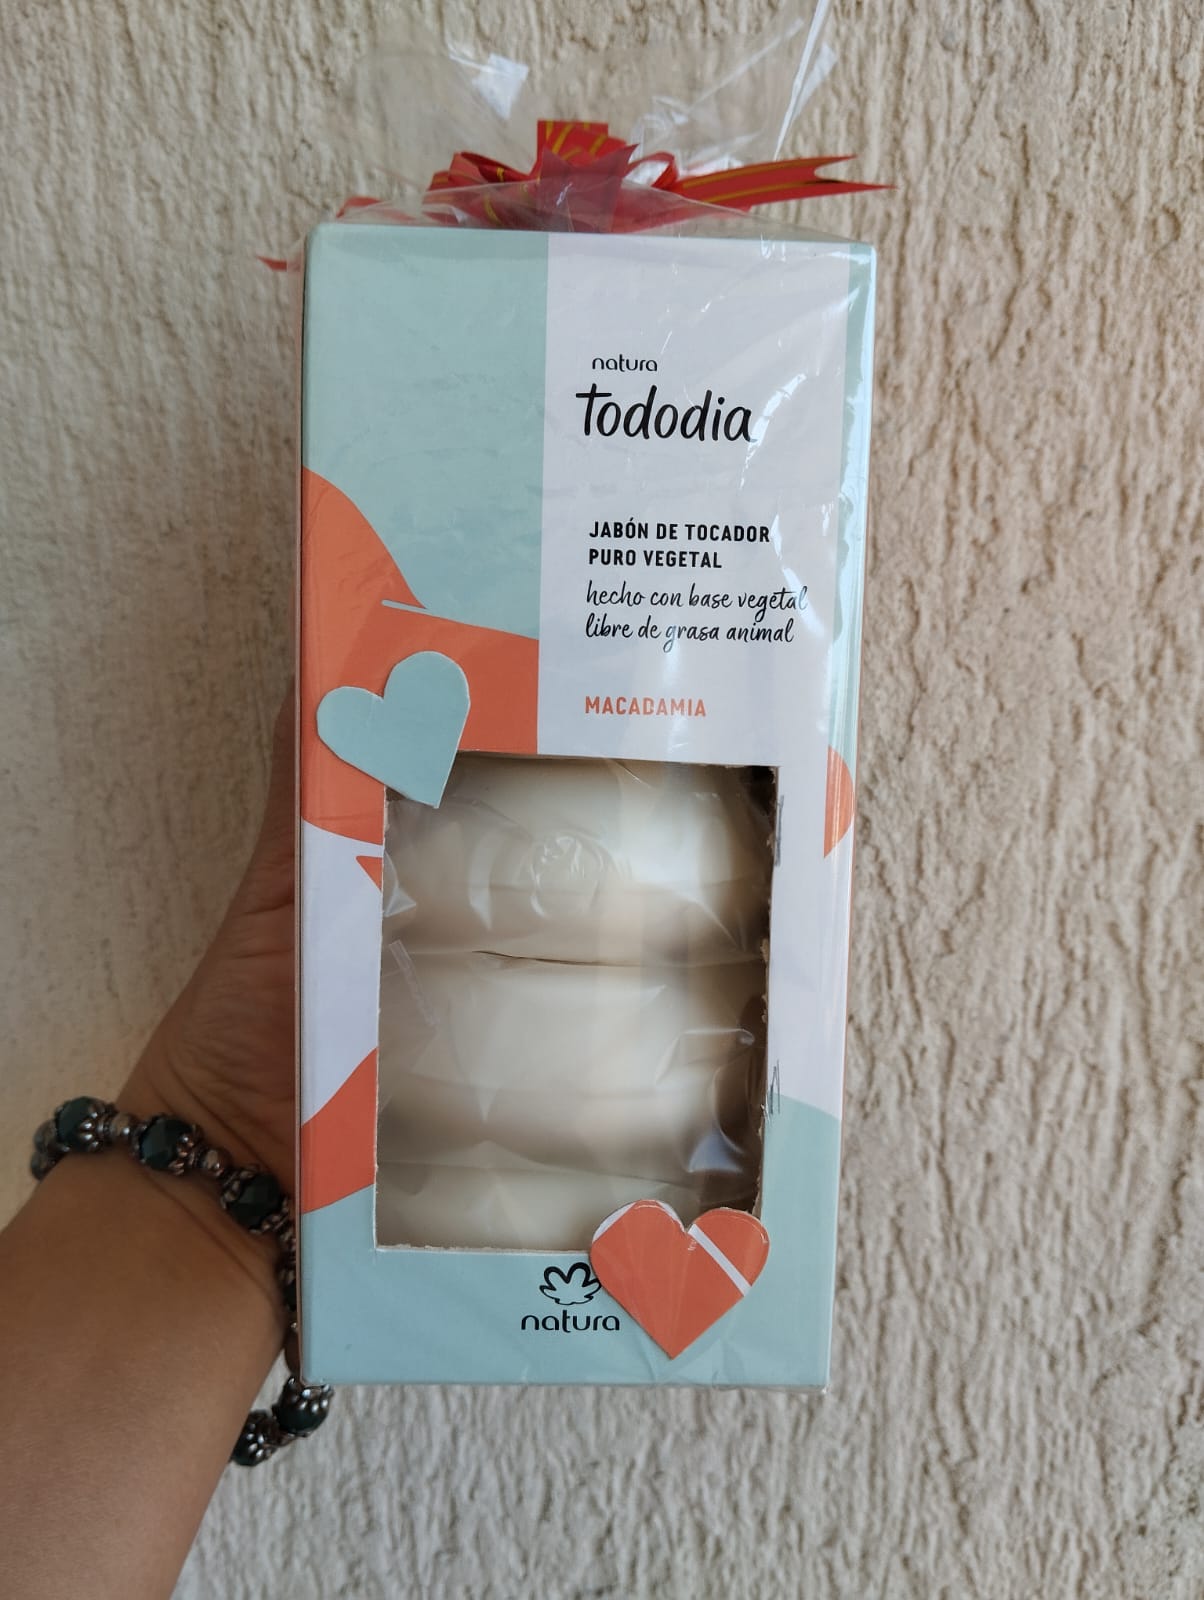 natura
tododia
JABÓN DE TOCADOR
PURO VEGETAL
hecho con base vegetal
libre de grasa animal
MACADAMIA
natura